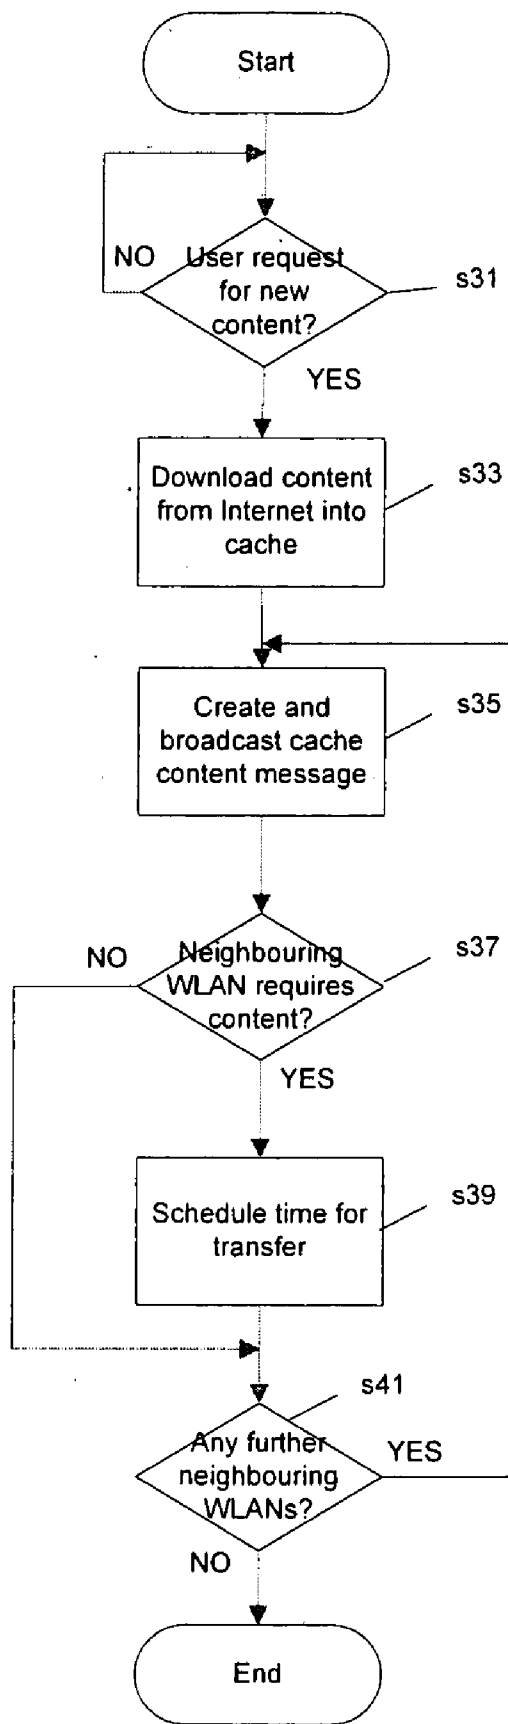 Start
NO
User request
for new
content?
s31
YES
Download content
from Internet into
cache
s33
Create and
broadcast cache
content message
s35
NO
Neighbouring
WLAN requires
content?
s37
YES
Schedule time for
transfer
s39
s41
Any further
neighbouring
WLANs?
YES
NO
End